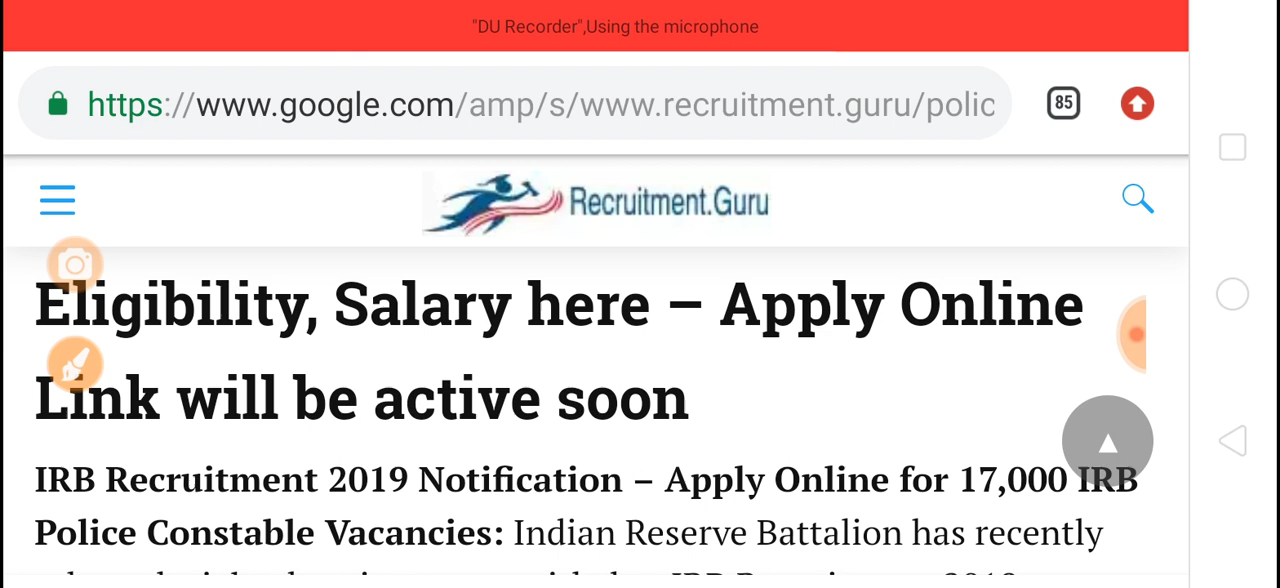 "DU Recorder",Using the microphone
https://www.google.com/amp/s/www.recruitment.guru/polic
85
Recruitment.Guru
Eligibility, Salary here – Apply Online
Link will be active soon
IRB Recruitment 2019 Notification – Apply Online for 17,000 IRB
Police Constable Vacancies: Indian Reserve Battalion has recently